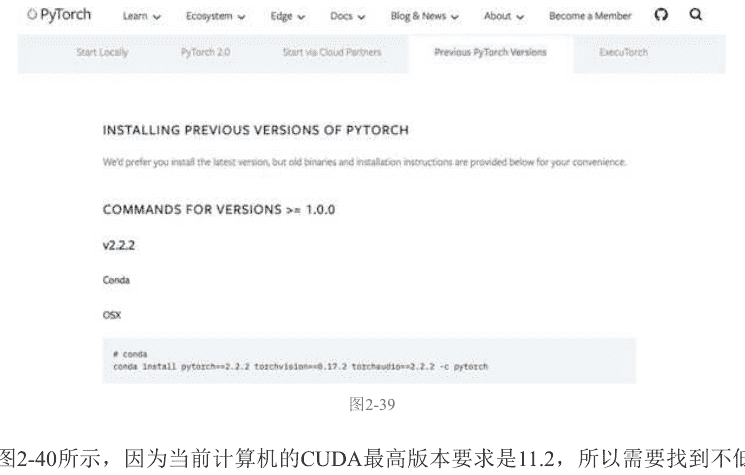 PyTorch Learn Ecosystem Edge Docs Blog & News About Become a Member
Start Locally PyTorch 2.0 Start via Cloud Partners Previous PyTorch Versions ExecuTorch
INSTALLING PREVIOUS VERSIONS OF PYTORCH
We'd prefer you install the latest version, but old binaries and installation instructions are provided below for your convenience.
COMMANDS FOR VERSIONS >= 1.0.0
v2.2.2
Conda
OSX
# conda
conda install pytorch==2.2.2 torchvision==0.17.2 torchaudio==2.2.2 -c pytorch
图2-39
图2-40所示，因为当前计算机的CUDA最高版本要求是11.2，所以需要找到不低